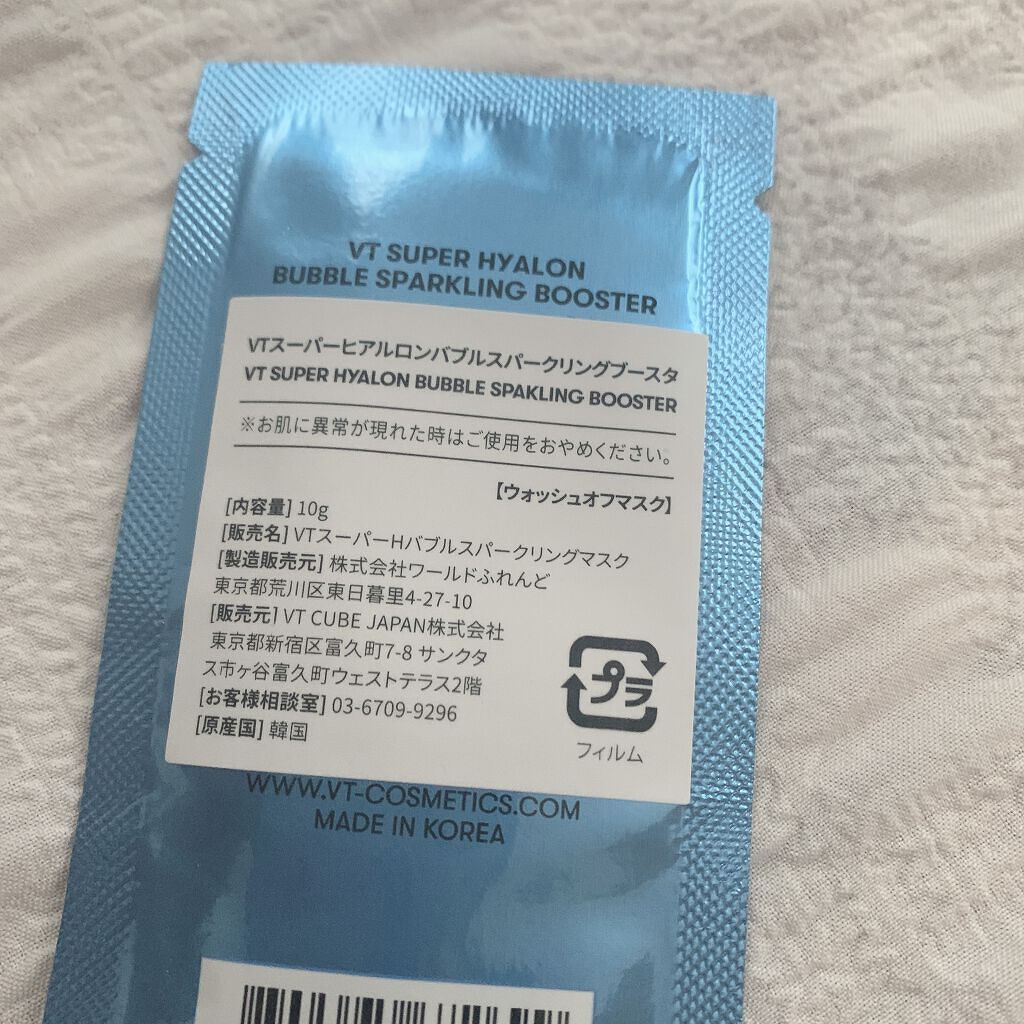 VT SUPER HYALON
BUBBLE SPARKLING BOOSTER
VTスーパーヒアルロンバブルスパークリングブースタ
VT SUPER HYALON BUBBLE SPAKLING BOOSTER
※お肌に異常が現れた時はご使用をおやめください。
【ウォッシュオフマスク】
[内容量] 10g
[販売名] VTスーパーHバブルスパークリングマスク
[製造販売元] 株式会社ワールドふれんど
東京都荒川区東日暮里4-27-10
[販売元] VT CUBE JAPAN株式会社
東京都新宿区富久町7-8 サンクタ
ス市ヶ谷富久町ウェストテラス2階
[お客様相談室] 03-6709-9296
[原産国] 韓国
プラ
フィルム
WWW.VT-COSMETICS.COM
MADE IN KOREA